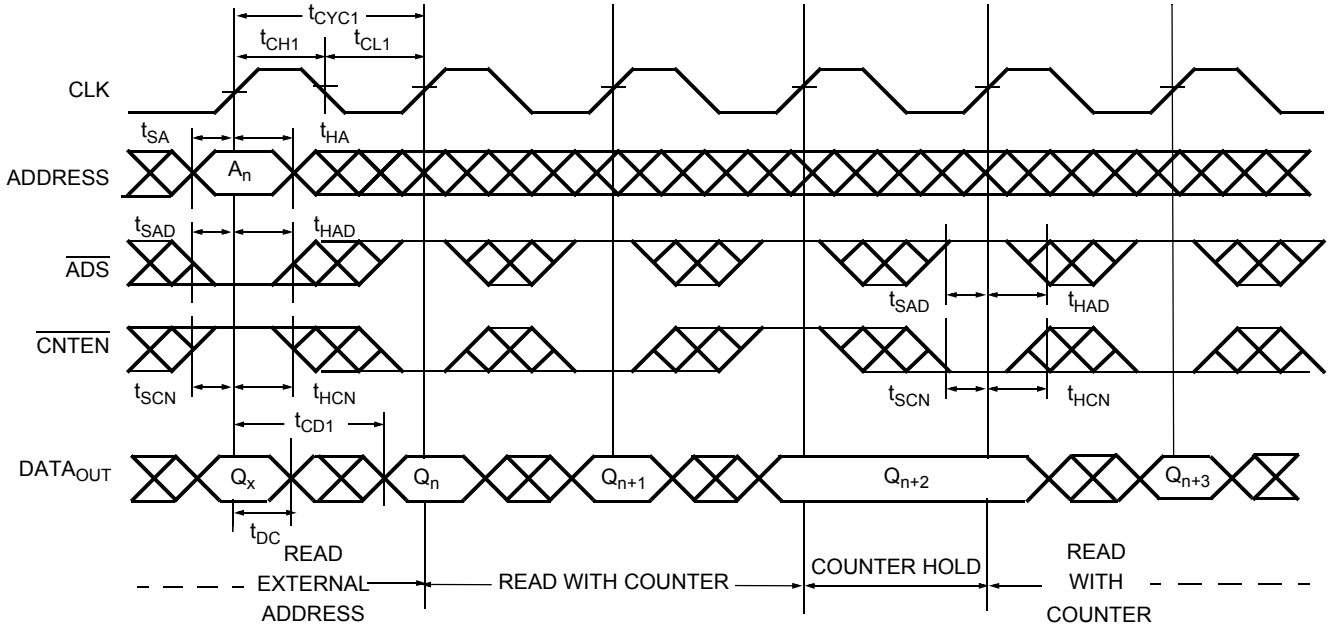 tCYC1
tCH1 tCL1
CLK
tSA tHA
ADDRESS An
tSAD tHAD
ADS
tSAD tHAD
CNTEN
tSCN tHCN
tSCN tHCN
tCD1
DATAOUT Qx Qn Qn+1 Qn+2 Qn+3
tDC
READ
EXTERNAL
ADDRESS
READ WITH COUNTER
COUNTER HOLD
READ
WITH
COUNTER